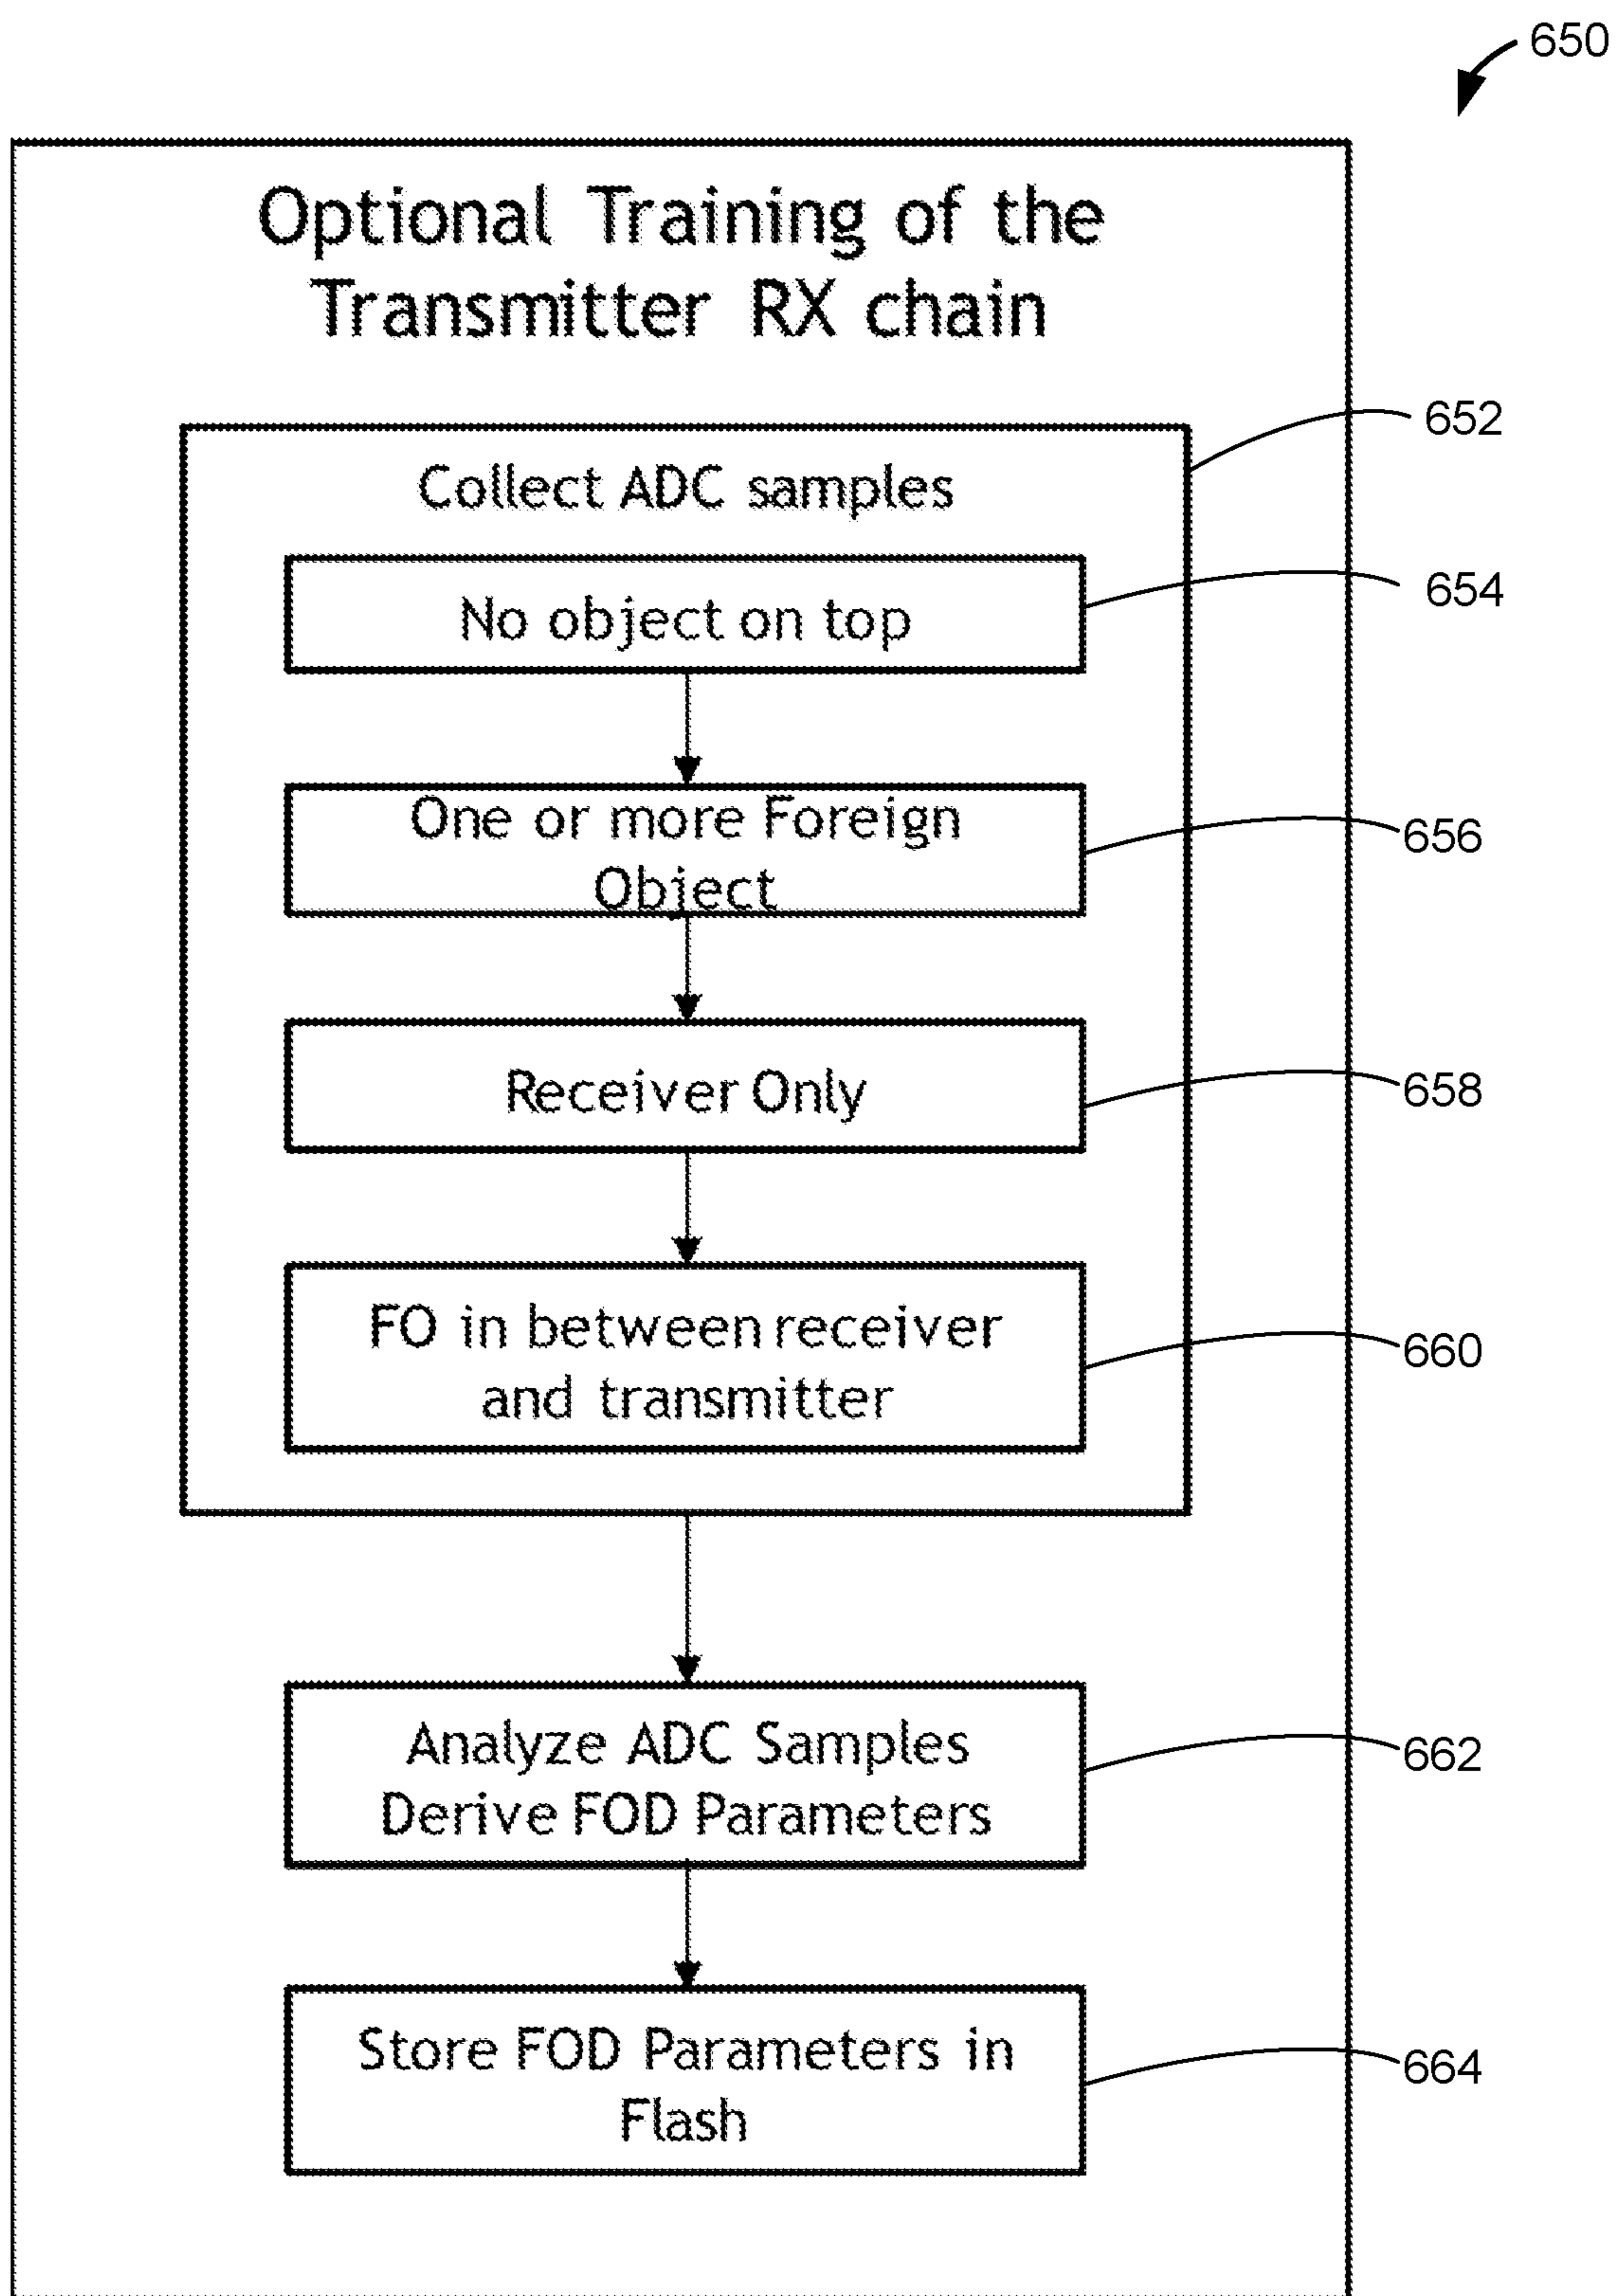 650
Optional Training of the
Transmitter RX chain
652
Collect ADC samples
654
No object on top
One or more Foreign
Object
656
Receiver Only
658
FO in between receiver
and transmitter
660
Analyze ADC Samples
Derive FOD Parameters
662
Store FOD Parameters in
Flash
664